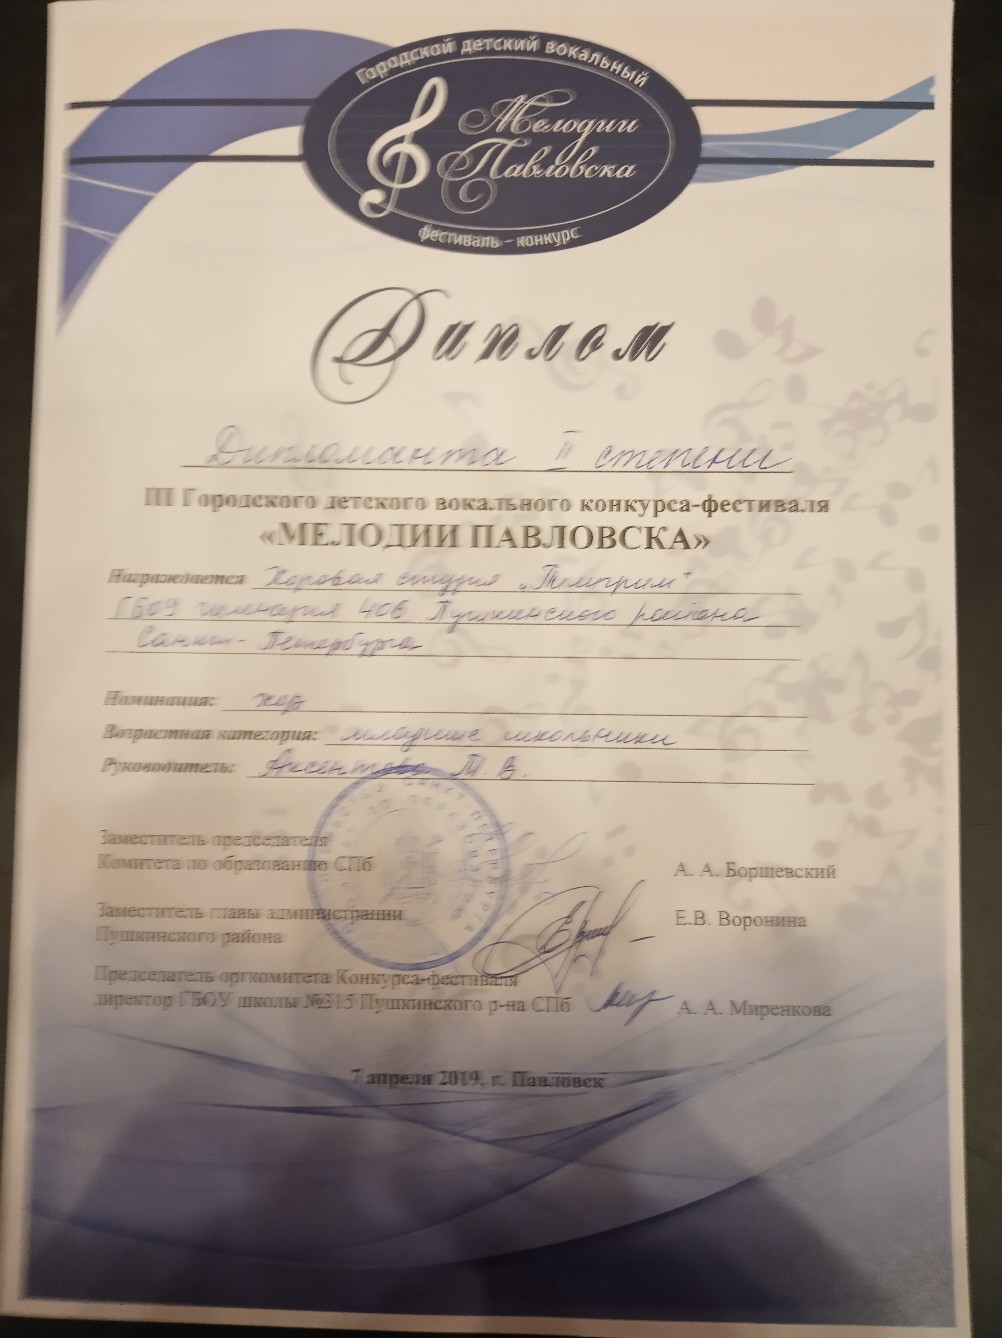 Городской детский вокальный
Мелодии
Павловска
фестиваль - конкурс
Диплом
Дипломанта II степени
III Городского детского вокального конкурса-фестиваля
«МЕЛОДИИ ПАВЛОВСКА»
Награждается Хоровая студия
ГБОУ гимназия 406 Пушкинского района
Санкт-Петербурга
Номинация: хор
Возрастная категория: младшие школьники
Руководитель: М. В.
Заместитель председателя
Комитета по образованию СПб
А. А. Борщевский
Заместитель главы администрации
Пушкинского района
Е.В. Воронина
Председатель оргкомитета Конкурса-фестиваля
директор ГБОУ школы №315 Пушкинского р-на СПб
А. А. Миренкова
7 апреля 2019, г. Павловск